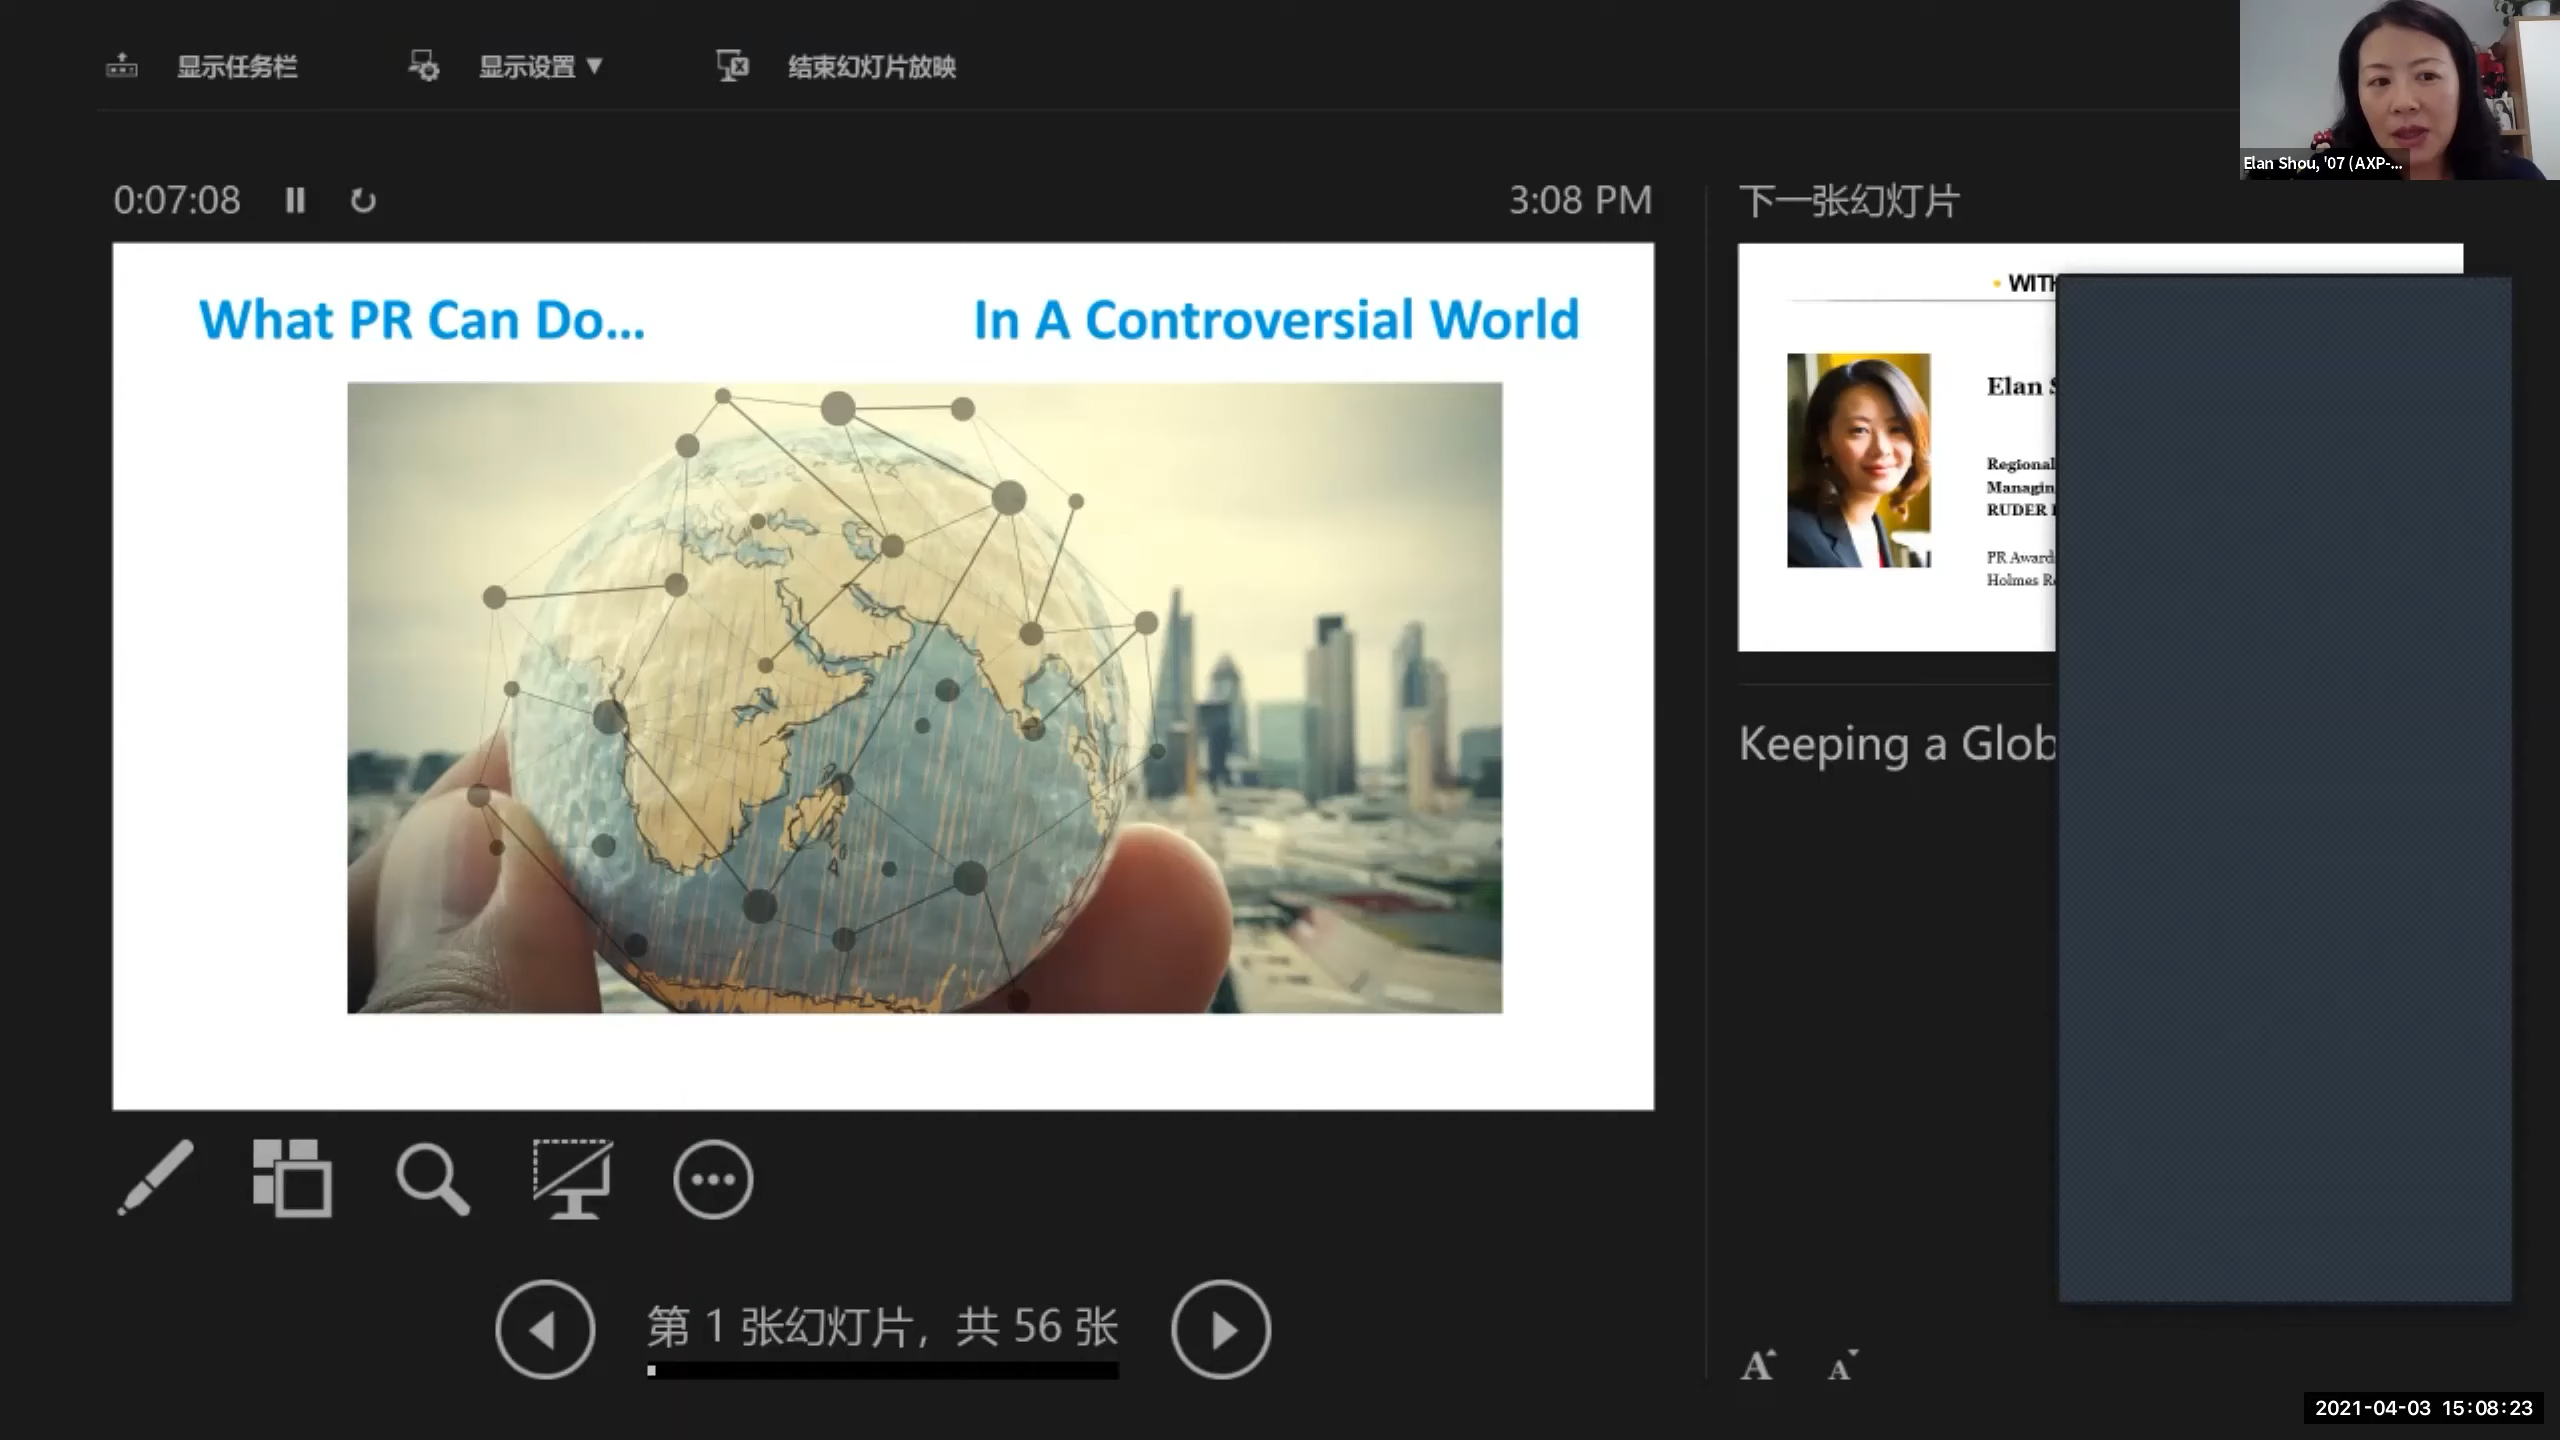 显示任务栏
显示设置 ▼
结束幻灯片放映
Elan Shou, '07 (AXP-...
0:07:08
3:08 PM
下一张幻灯片
What PR Can Do...
In A Controversial World
• WITH
Elan S
Regional
Managin
RUDER
PR Award
Holmes Re
Keeping a Glob
第 1 张幻灯片，共 56 张
A A
2021-04-03 15:08:23